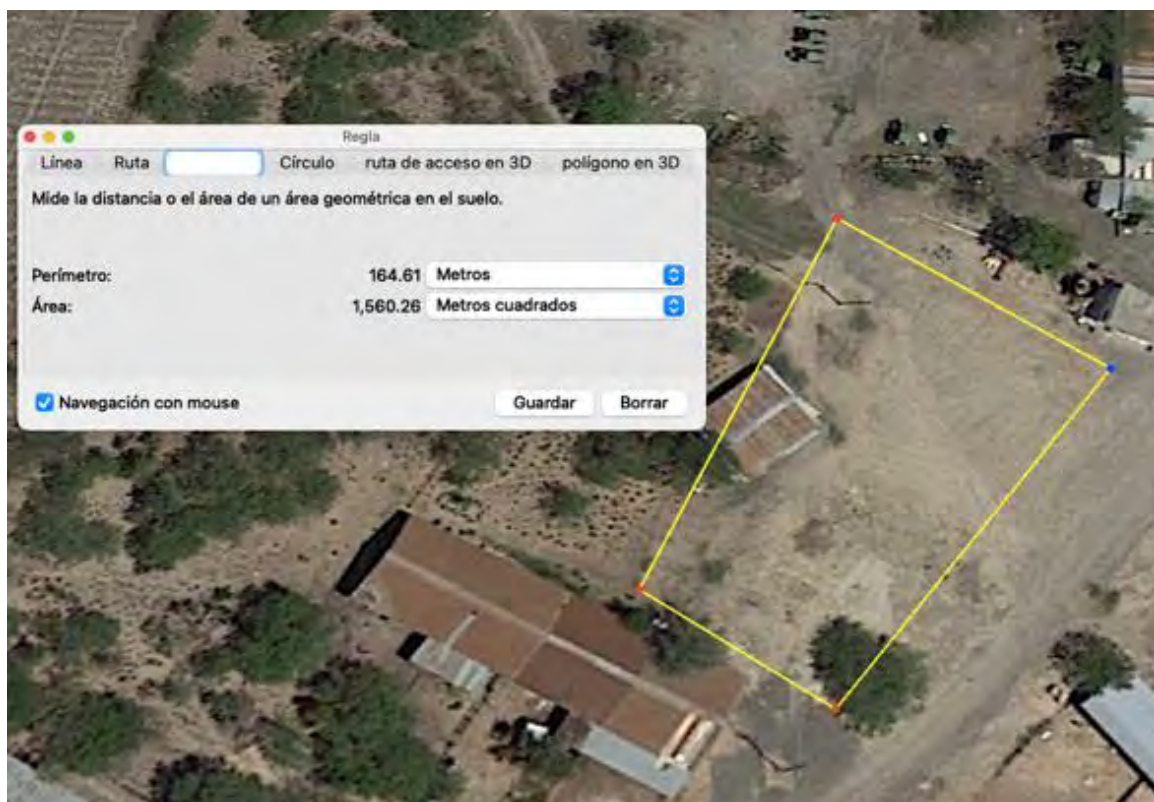 Regla
Línea Ruta Círculo ruta de acceso en 3D polígono en 3D
Mide la distancia o el área de un área geométrica en el suelo.
Perímetro: 164.61 Metros
Área: 1,560.26 Metros cuadrados
Navegación con mouse Guardar Borrar